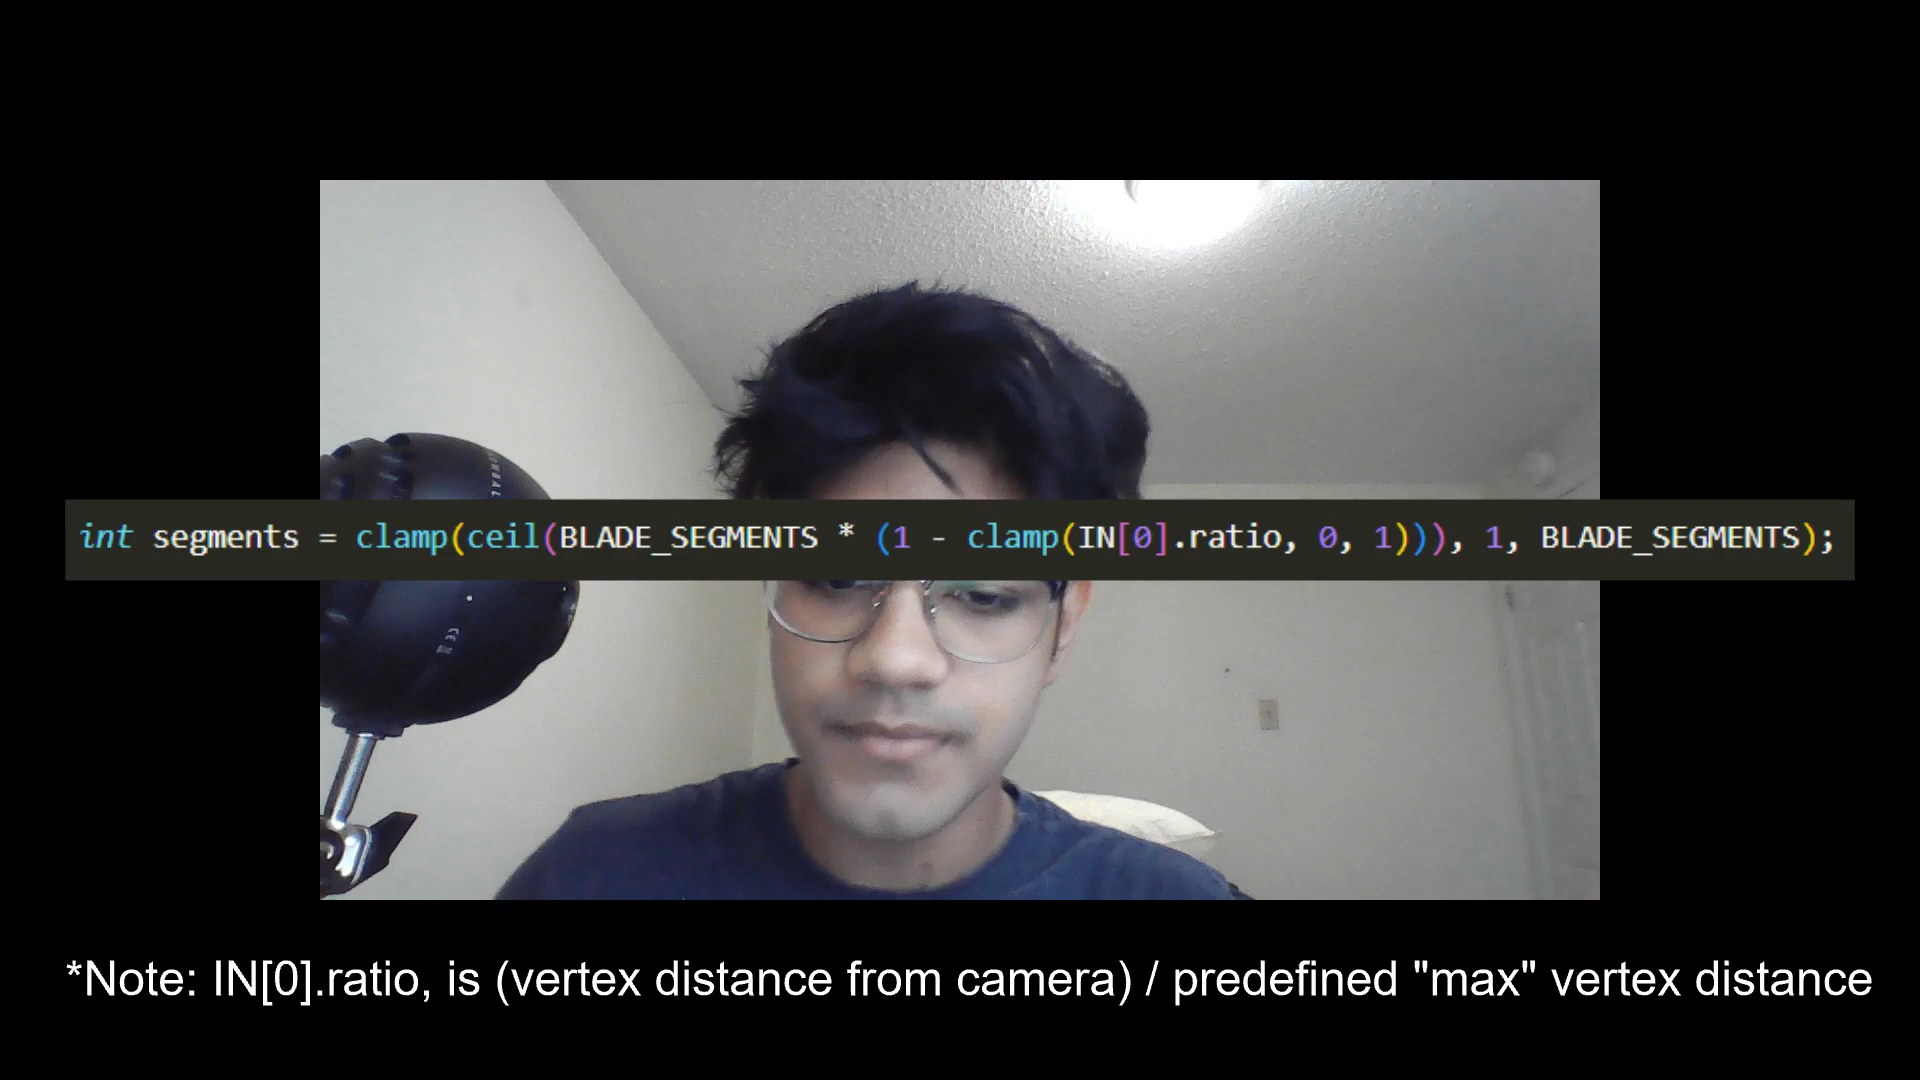 int segments = clamp(ceil(BLADE_SEGMENTS * (1 - clamp(IN[0].ratio, 0, 1))), 1, BLADE_SEGMENTS);
*Note: IN[0].ratio, is (vertex distance from camera) / predefined "max" vertex distance